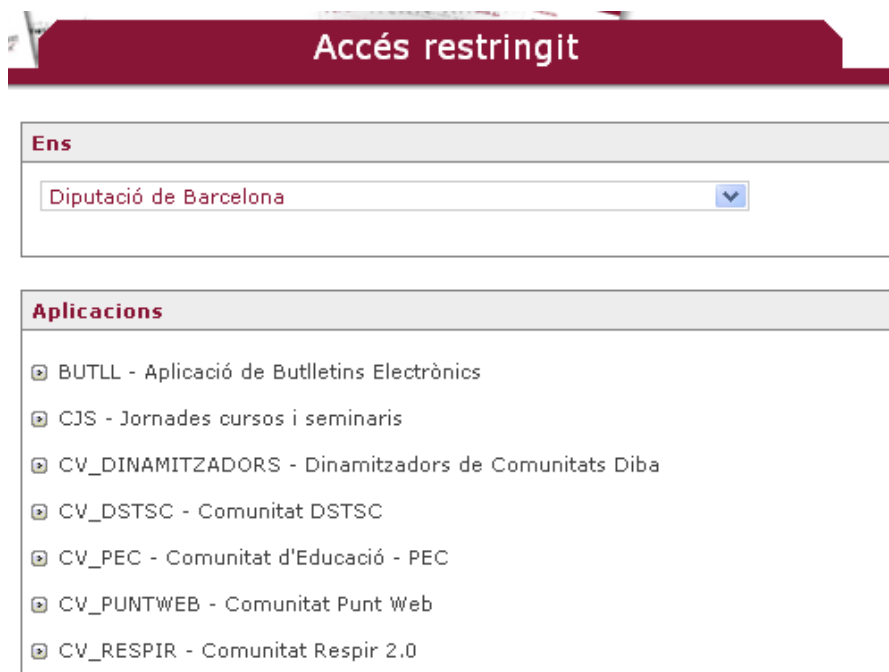 Accés restringit
Ens
Diputació de Barcelona
Aplicacions
BUTLL - Aplicació de Butlletins Electrònics
CJS - Jornades cursos i seminaris
CV_DINAMITZADORS - Dinamitzadors de Comunitats Diba
CV_DSTSC - Comunitat DSTSC
CV_PEC - Comunitat d'Educació - PEC
CV_PUNTWEB - Comunitat Punt Web
CV_RESPIR - Comunitat Respir 2.0